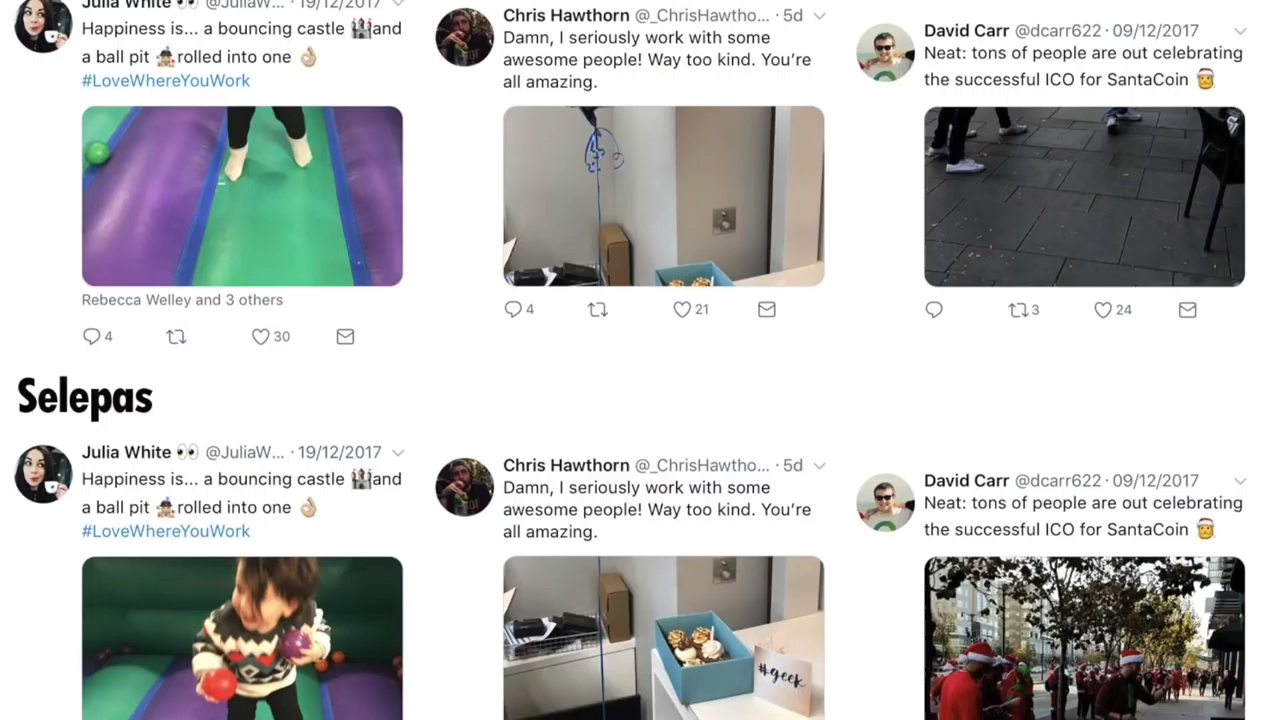 Julia White 👀 @JuliaW... · 19/12/2017
Happiness is... a bouncing castle 🏰and
a ball pit 🤹rolled into one 👌🏼
#LoveWhereYouWork
Rebecca Welley and 3 others
4
30
Chris Hawthorn @_ChrisHawtho... · 5d
Damn, I seriously work with some
awesome people! Way too kind. You're
all amazing.
4
21
David Carr @dcarr622 · 09/12/2017
Neat: tons of people are out celebrating
the successful ICO for SantaCoin 🎅
3
24
Selepas
Julia White 👀 @JuliaW... · 19/12/2017
Happiness is... a bouncing castle 🏰and
a ball pit 🤹rolled into one 👌🏼
#LoveWhereYouWork
Chris Hawthorn @_ChrisHawtho... · 5d
Damn, I seriously work with some
awesome people! Way too kind. You're
all amazing.
#geek
David Carr @dcarr622 · 09/12/2017
Neat: tons of people are out celebrating
the successful ICO for SantaCoin 🎅